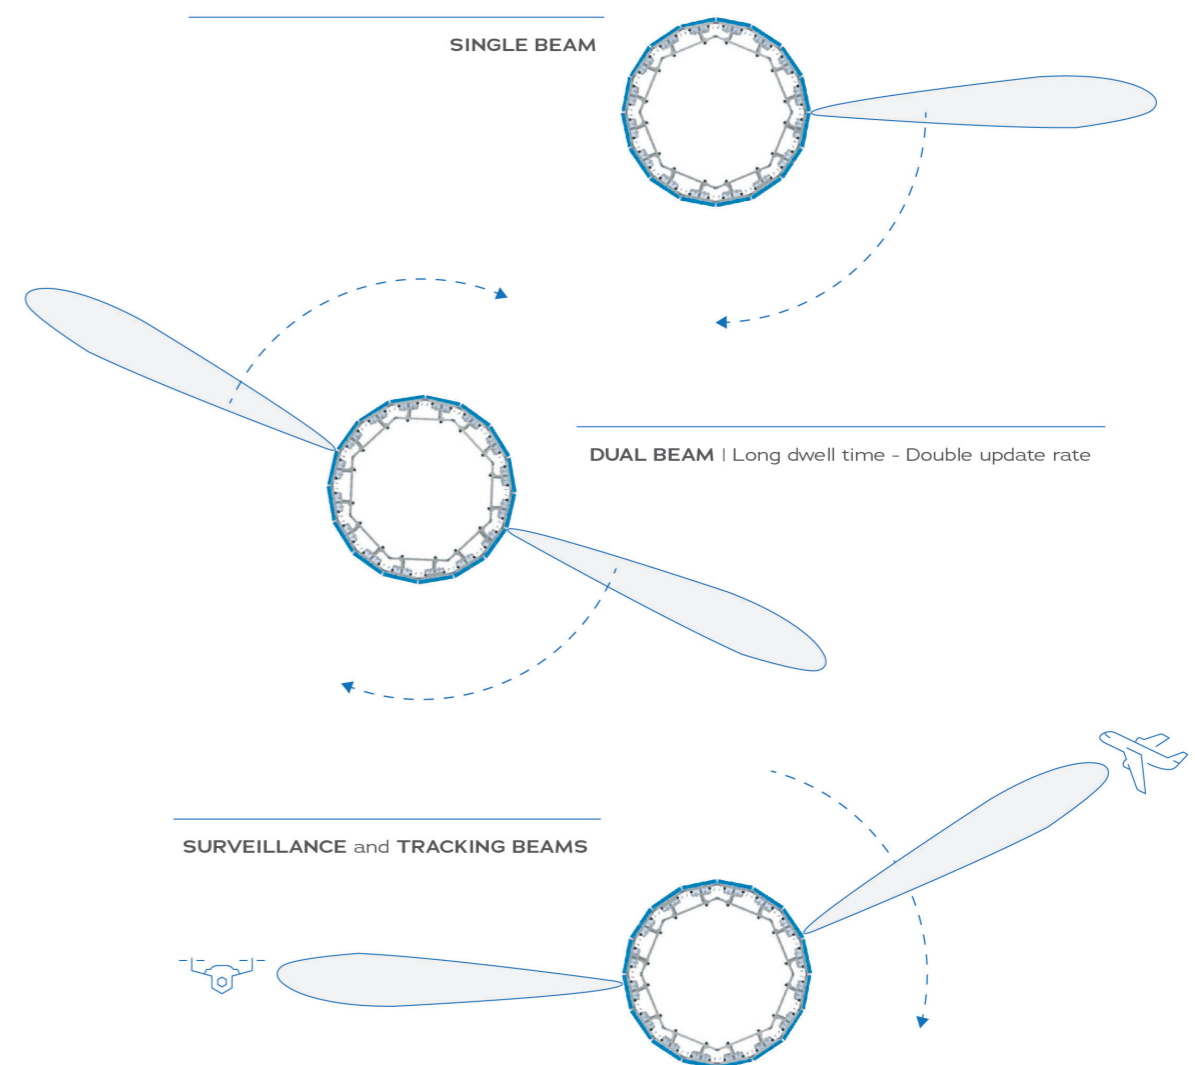 SINGLE BEAM
DUAL BEAM | Long dwell time - Double update rate
SURVEILLANCE and TRACKING BEAMS